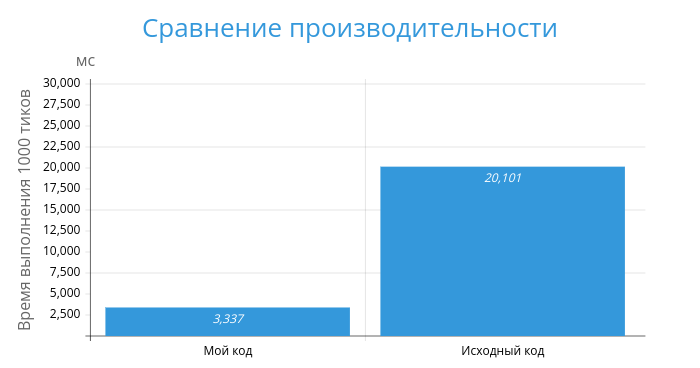 Сравнение производительности
мс
Время выполнения 1000 тиков
30,000
27,500
25,000
22,500
20,000
17,500
15,000
12,500
10,000
7,500
5,000
2,500
3,337
20,101
Мой код
Исходный код